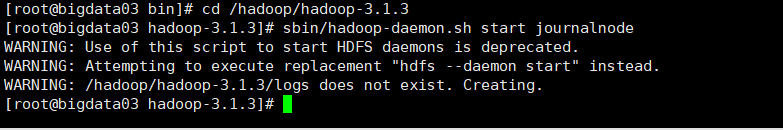 [root@bigdata03 bin]# cd /hadoop/hadoop-3.1.3
[root@bigdata03 hadoop-3.1.3]# sbin/hadoop-daemon.sh start journalnode
WARNING: Use of this script to start HDFS daemons is deprecated.
WARNING: Attempting to execute replacement "hdfs --daemon start" instead.
WARNING: /hadoop/hadoop-3.1.3/logs does not exist. Creating.
[root@bigdata03 hadoop-3.1.3]#